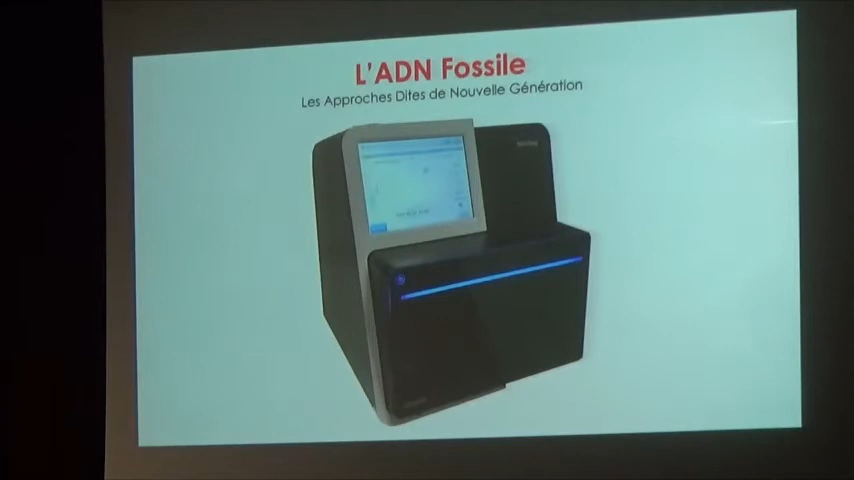 L'ADN Fossile
Les Approches Dites de Nouvelle Génération